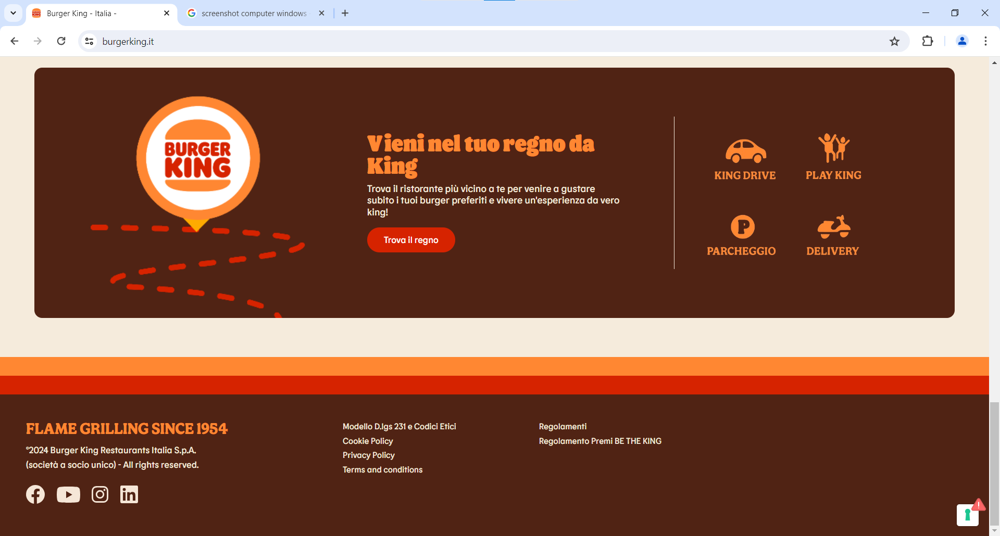 Burger King - Italia -
screenshot computer windows
burgerking.it
BURGER
KING
Vieni nel tuo regno da
King
Trova il ristorante più vicino a te per venire a gustare
subito i tuoi burger preferiti e vivere un'esperienza da vero
king!
Trova il regno
KING DRIVE
PLAY KING
P
PARCHEGGIO
DELIVERY
FLAME GRILLING SINCE 1954
©2024 Burger King Restaurants Italia S.p.A.
(società a socio unico) - All rights reserved.
Modello D.lgs 231 e Codici Etici
Cookie Policy
Privacy Policy
Terms and conditions
Regolamenti
Regolamento Premi BE THE KING